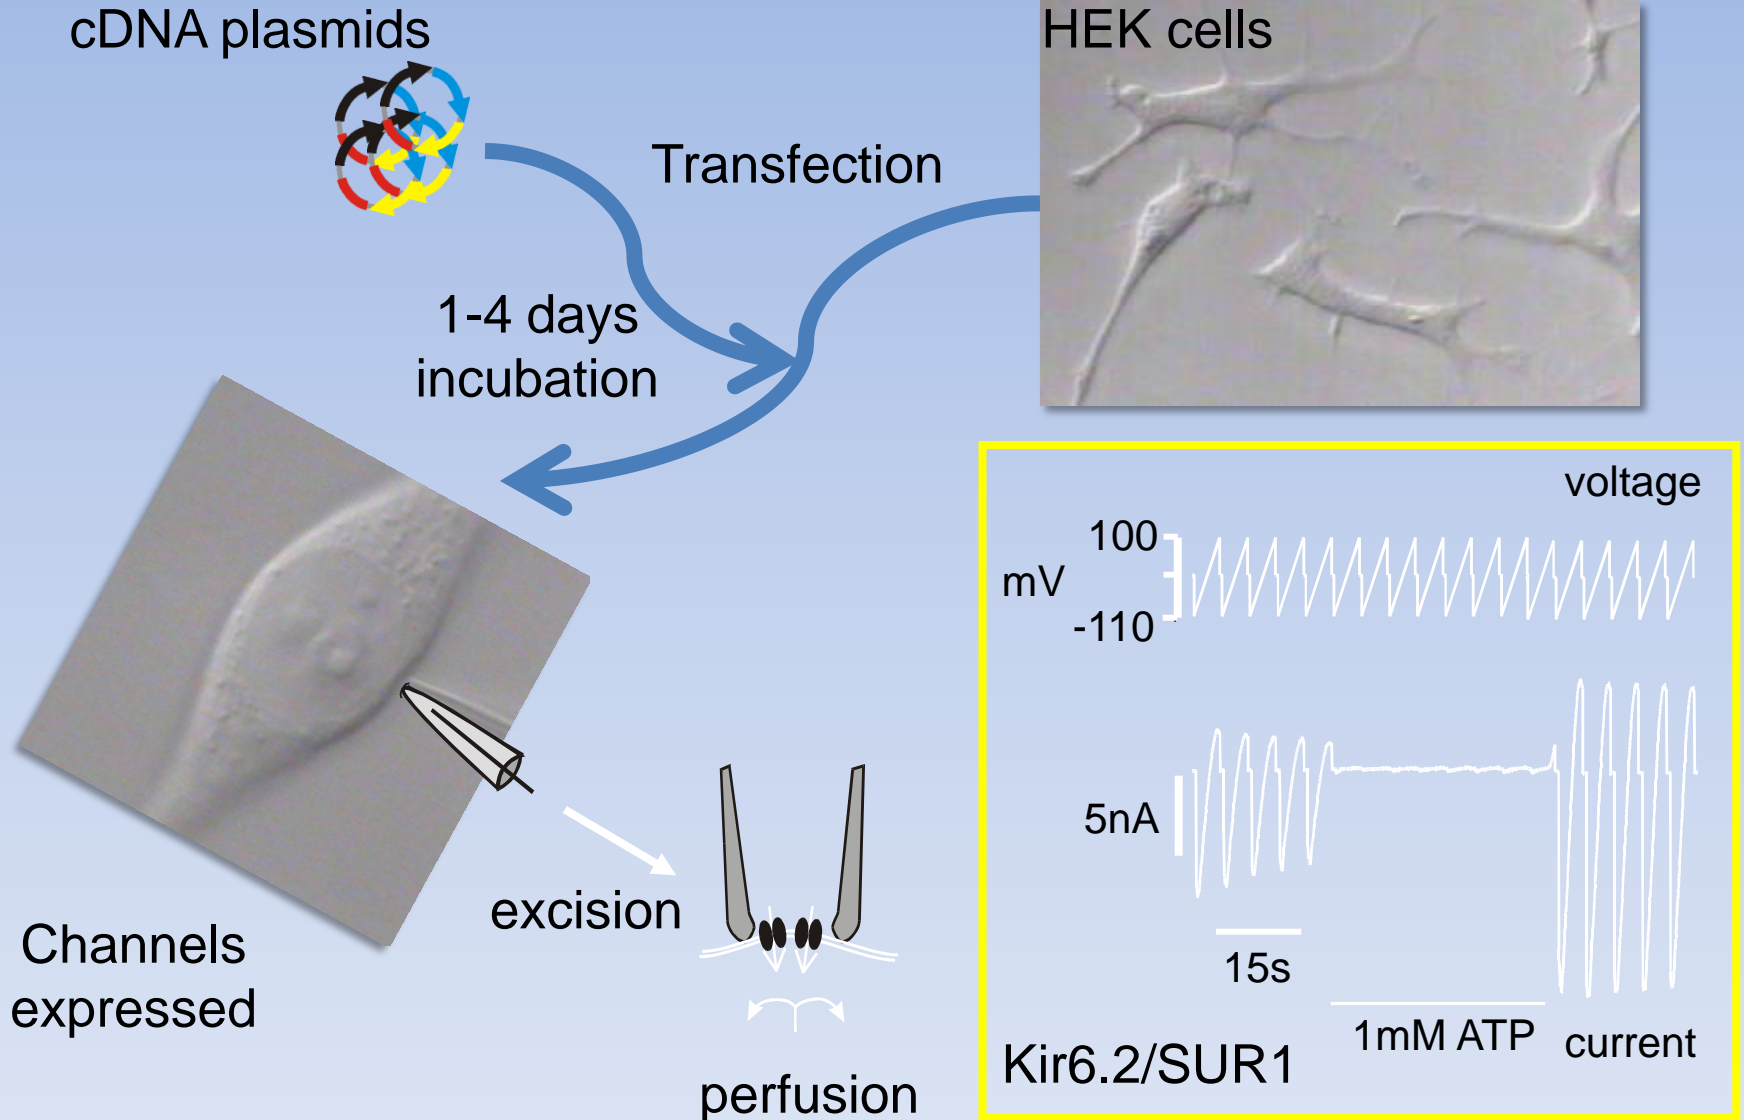 cDNA plasmids
HEK cells
Transfection
1-4 days
incubation
Channels
expressed
excision
perfusion
voltage
100
mV
-110
5nA
15s
1mM ATP
current
Kir6.2/SUR1